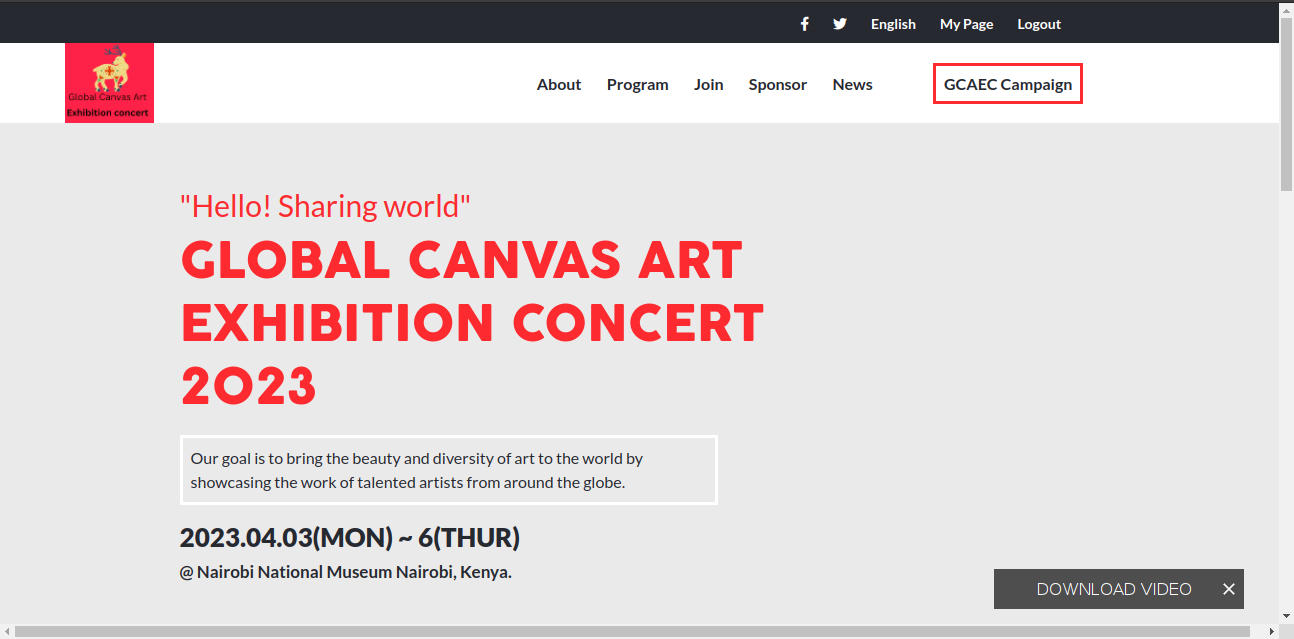 English My Page Logout
Global Canvas Art
Exhibition concert
About Program Join Sponsor News GCAEC Campaign
"Hello! Sharing world"
GLOBAL CANVAS ART
EXHIBITION CONCERT
2023
Our goal is to bring the beauty and diversity of art to the world by
showcasing the work of talented artists from around the globe.
2023.04.03(MON) ~ 6(THUR)
@ Nairobi National Museum Nairobi, Kenya.
DOWNLOAD VIDEO